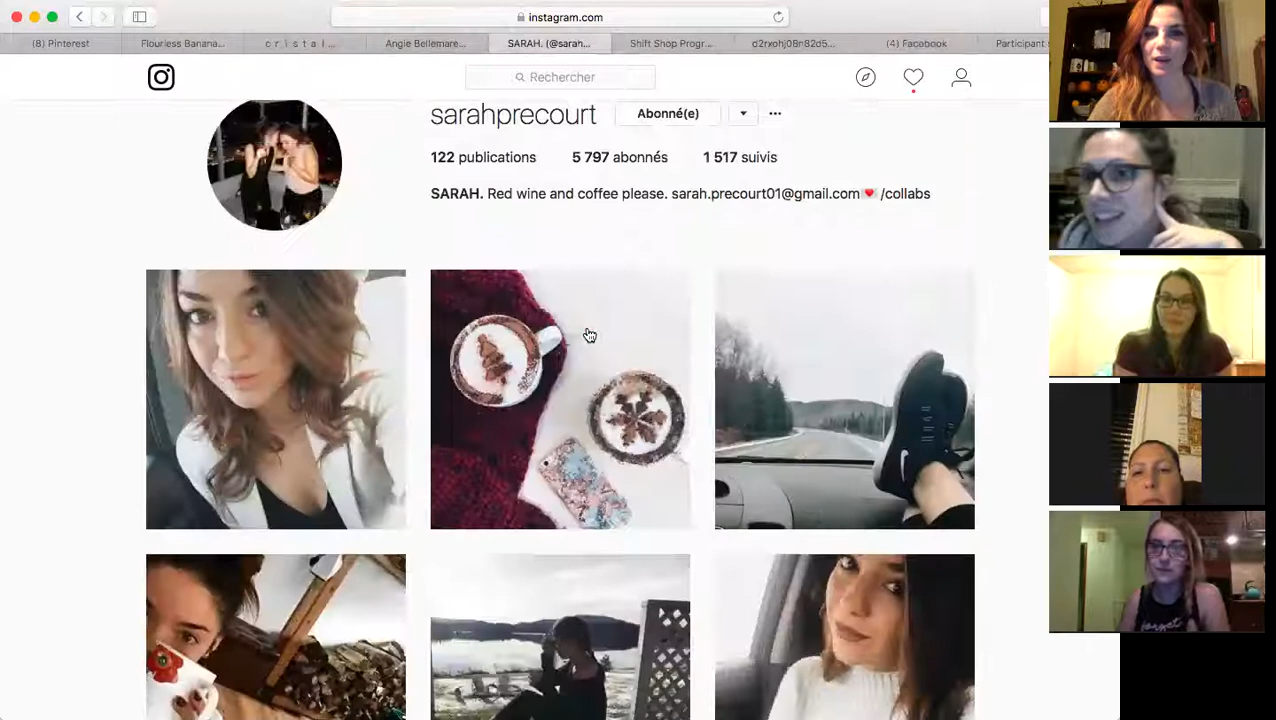 instagram.com
(8) Pinterest
Flourless Banana...
c r i s t a l ...
Angie Bellemare...
SARAH. (@sarah...
Shift Shop Progr...
d2rxohj08n82d5...
(4) Facebook
Participant
Rechercher
sarahprecourt
Abonné(e)
122 publications
5 797 abonnés
1 517 suivis
SARAH. Red wine and coffee please. sarah.precourt01@gmail.com💌 /collabs
forget